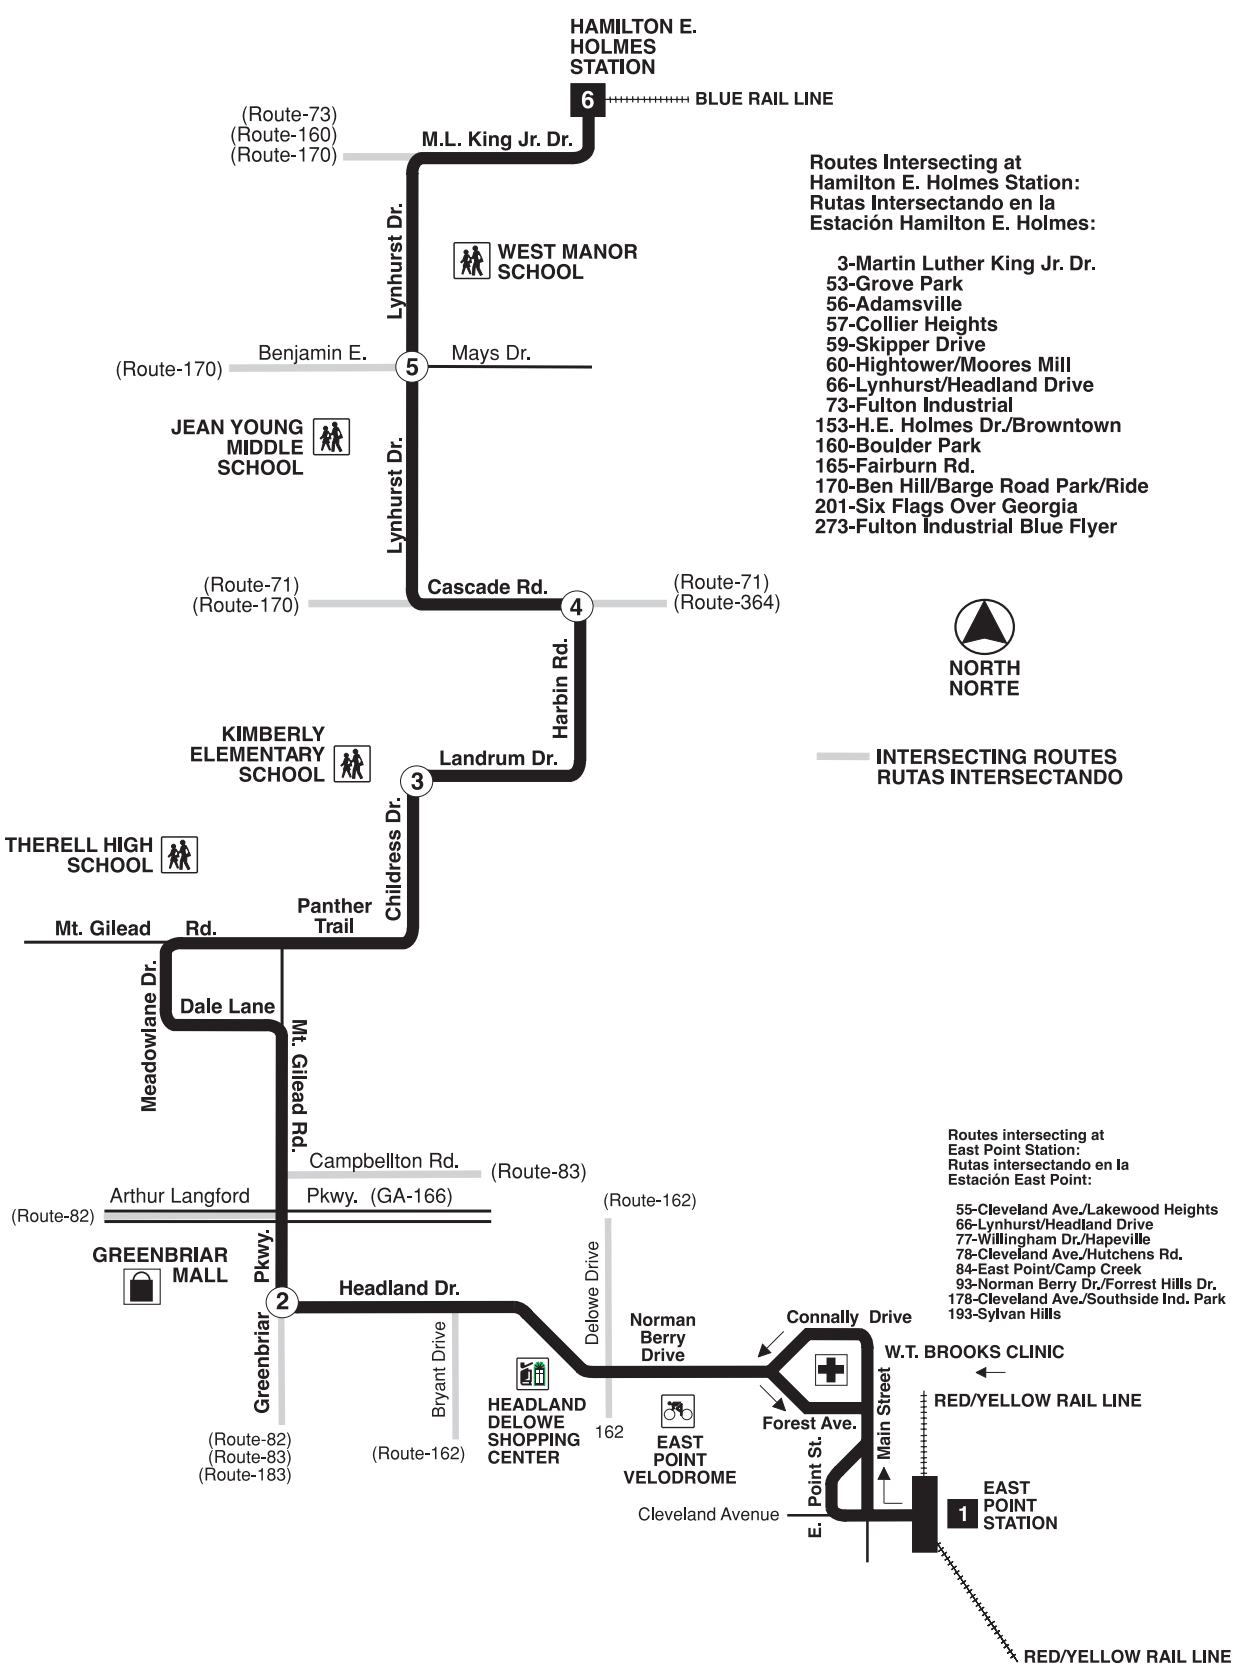 HAMILTON E.
HOLMES
STATION
6
BLUE RAIL LINE
(Route-73)
(Route-160)
(Route-170)
M.L. King Jr. Dr.
Routes Intersecting at
Hamilton E. Holmes Station:
Rutas Intersectando en la
Estación Hamilton E. Holmes:
3-Martin Luther King Jr. Dr.
53-Grove Park
56-Adamsville
57-Collier Heights
59-Skipper Drive
60-Hightower/Moores Mill
66-Lynhurst/Headland Drive
73-Fulton Industrial
153-H.E. Holmes Dr./Browntown
160-Boulder Park
165-Fairburn Rd.
170-Ben Hill/Barge Road Park/Ride
201-Six Flags Over Georgia
273-Fulton Industrial Blue Flyer
Lynhurst Dr.
WEST MANOR
SCHOOL
Benjamin E.
Mays Dr.
(Route-170)
5
JEAN YOUNG
MIDDLE
SCHOOL
Lynhurst Dr.
(Route-71)
(Route-170)
Cascade Rd.
4
(Route-71)
(Route-364)
NORTH
NORTE
Harbin Rd.
KIMBERLY
ELEMENTARY
SCHOOL
Landrum Dr.
3
INTERSECTING ROUTES
RUTAS INTERSECTANDO
Childress Dr.
THERELL HIGH
SCHOOL
Panther
Trail
Mt. Gilead
Rd.
Meadowlane Dr.
Dale Lane
Mt. Gilead Rd.
Campbellton Rd.
(Route-83)
Arthur Langford
Pkwy. (GA-166)
(Route-82)
GREENBRIAR
MALL
Greenbriar Pkwy.
2
Headland Dr.
(Route-82)
(Route-83)
(Route-183)
Bryant Drive
(Route-162)
HEADLAND
DELOWE
SHOPPING
CENTER
(Route-162)
Delowe Drive
162
Norman
Berry
Drive
EAST
POINT
VELODROME
Connally Drive
W.T. BROOKS CLINIC
Forest Ave.
Main Street
E. Point St.
Cleveland Avenue
RED/YELLOW RAIL LINE
1
EAST
POINT
STATION
RED/YELLOW RAIL LINE
Routes intersecting at
East Point Station:
Rutas intersectando en la
Estación East Point:
55-Cleveland Ave./Lakewood Heights
66-Lynhurst/Headland Drive
77-Willingham Dr./Hapeville
78-Cleveland Ave./Hutchens Rd.
84-East Point/Camp Creek
93-Norman Berry Dr./Forrest Hills Dr.
178-Cleveland Ave./Southside Ind. Park
193-Sylvan Hills